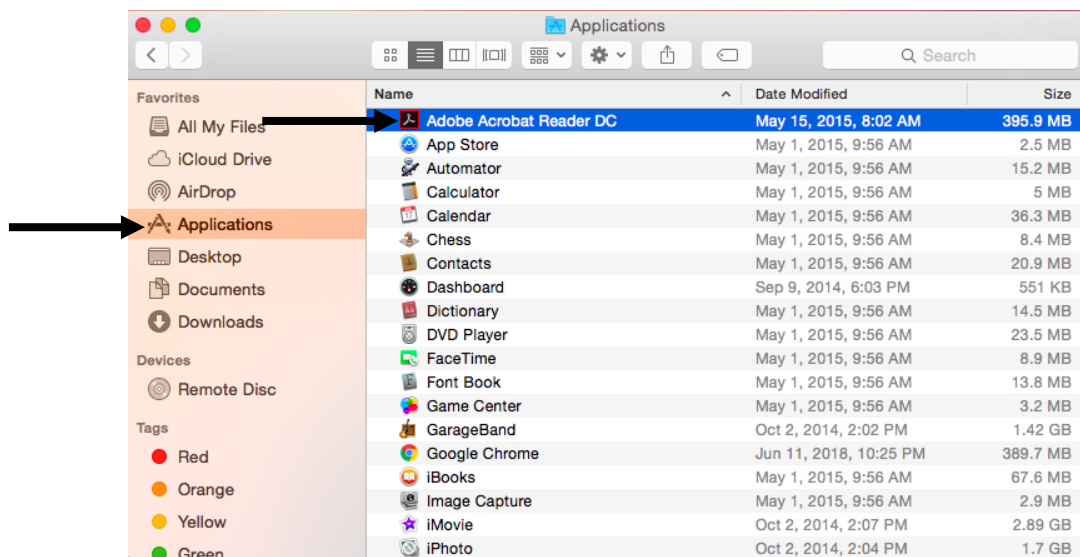 Applications
Search
Favorites
All My Files
iCloud Drive
AirDrop
Applications
Desktop
Documents
Downloads
Devices
Remote Disc
Tags
Red
Orange
Yellow
Green
Name Date Modified Size
Adobe Acrobat Reader DC May 15, 2015, 8:02 AM 395.9 MB
App Store May 1, 2015, 9:56 AM 2.5 MB
Automator May 1, 2015, 9:56 AM 15.2 MB
Calculator May 1, 2015, 9:56 AM 5 MB
Calendar May 1, 2015, 9:56 AM 36.3 MB
Chess May 1, 2015, 9:56 AM 8.4 MB
Contacts May 1, 2015, 9:56 AM 20.9 MB
Dashboard Sep 9, 2014, 6:03 PM 551 KB
Dictionary May 1, 2015, 9:56 AM 14.5 MB
DVD Player May 1, 2015, 9:56 AM 23.5 MB
FaceTime May 1, 2015, 9:56 AM 8.9 MB
Font Book May 1, 2015, 9:56 AM 13.8 MB
Game Center May 1, 2015, 9:56 AM 3.2 MB
GarageBand Oct 2, 2014, 2:02 PM 1.42 GB
Google Chrome Jun 11, 2018, 10:25 PM 389.7 MB
iBooks May 1, 2015, 9:56 AM 67.6 MB
Image Capture May 1, 2015, 9:56 AM 2.9 MB
iMovie Oct 2, 2014, 2:07 PM 2.89 GB
iPhoto Oct 2, 2014, 2:04 PM 1.7 GB